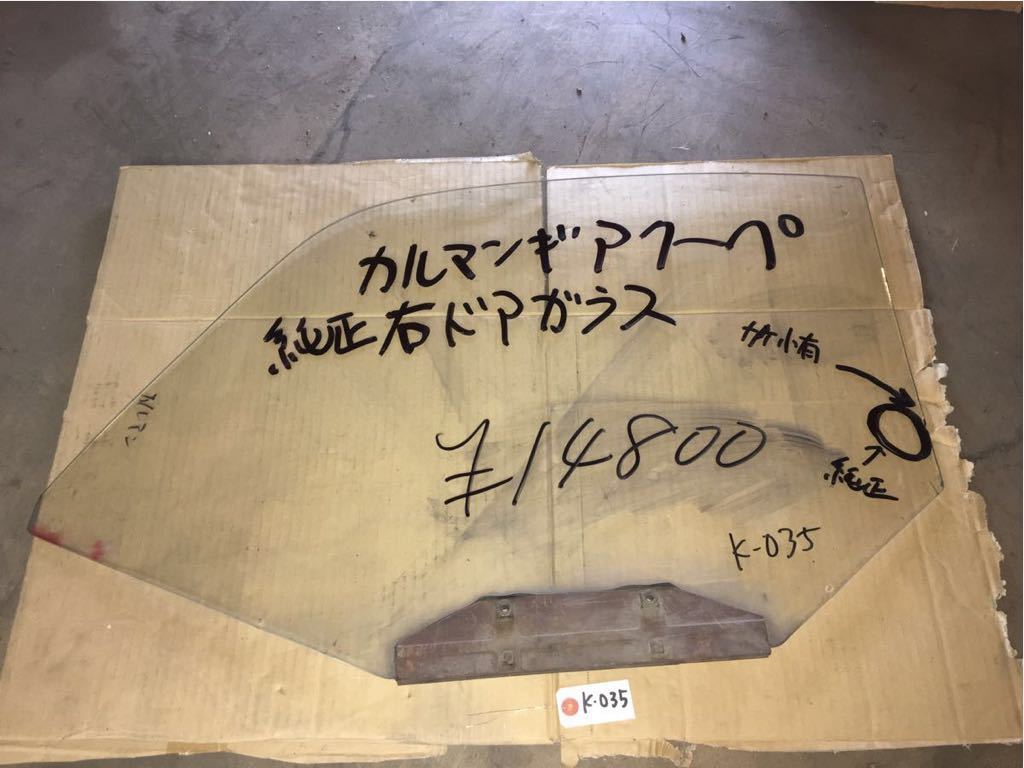 カルマンギアクーペ
純正右ドアガラス
¥14800
純正
K-035
K-035